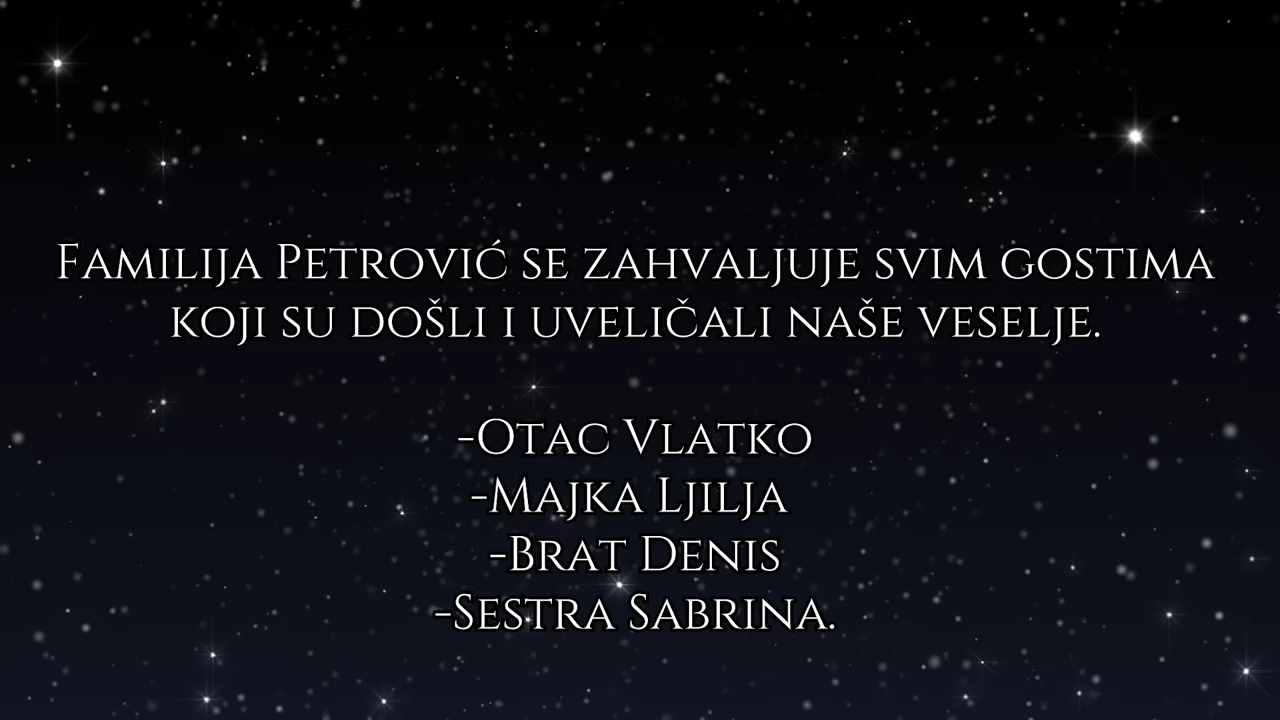 Familija Petrović se zahvaljuje svim gostima
koji su došli i uveličali naše veselje.
-Otac Vlatko
-Majka Ljilja
-Brat Denis
-Sestra Sabrina.